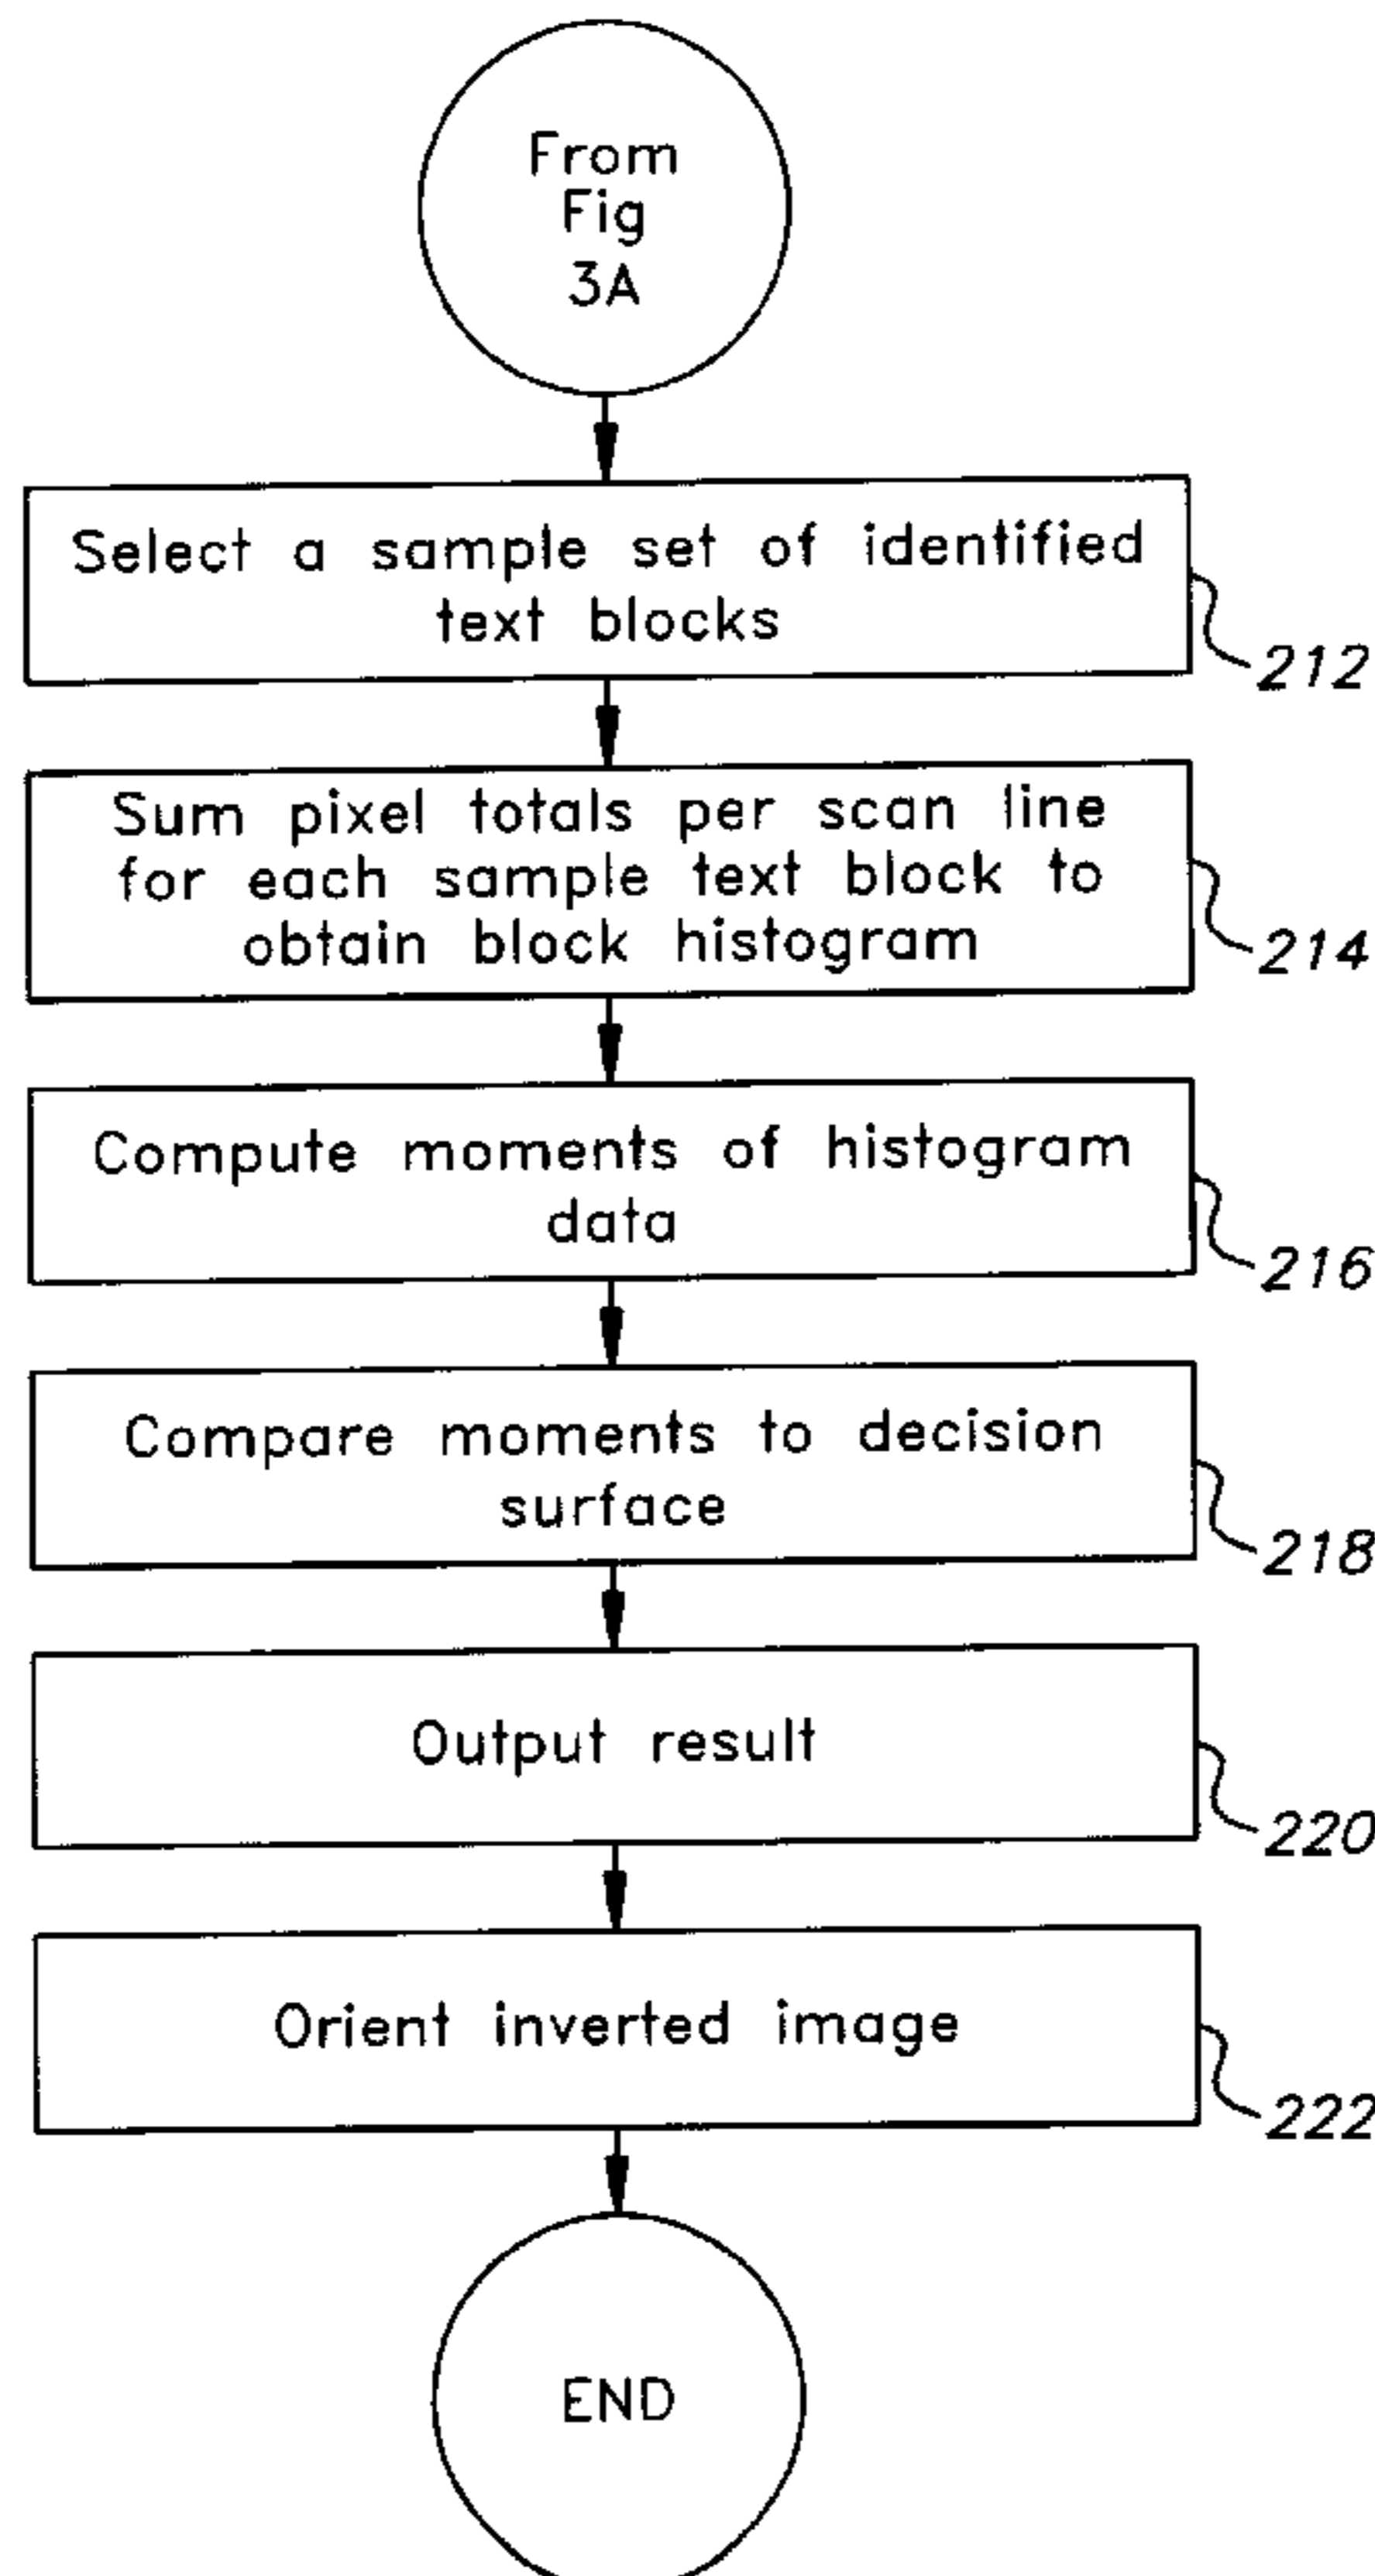 From
Fig
3A
Select a sample set of identified
text blocks
212
Sum pixel totals per scan line
for each sample text block to
obtain block histogram
214
Compute moments of histogram
data
216
Compare moments to decision
surface
218
Output result
220
Orient inverted image
222
END